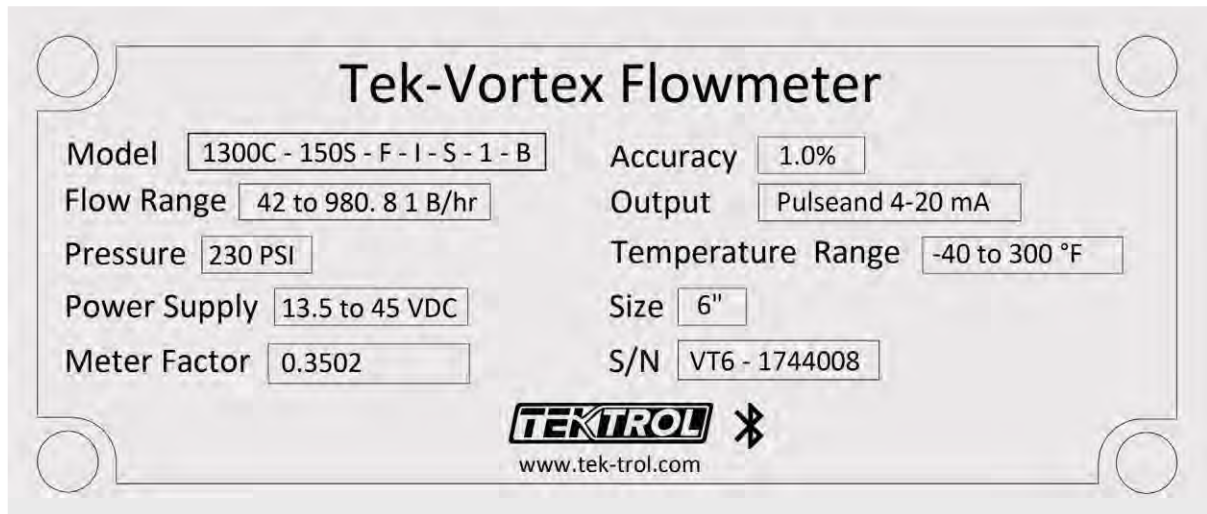 Tek-Vortex Flowmeter
Model 1300C - 150S - F - I - S - 1 - B
Accuracy 1.0%
Flow Range 42 to 980. 8 1 B/hr
Output Pulseand 4-20 mA
Pressure 230 PSI
Temperature Range -40 to 300 °F
Power Supply 13.5 to 45 VDC
Size 6"
Meter Factor 0.3502
S/N VT6 - 1744008
TEKTROL
www.tek-trol.com